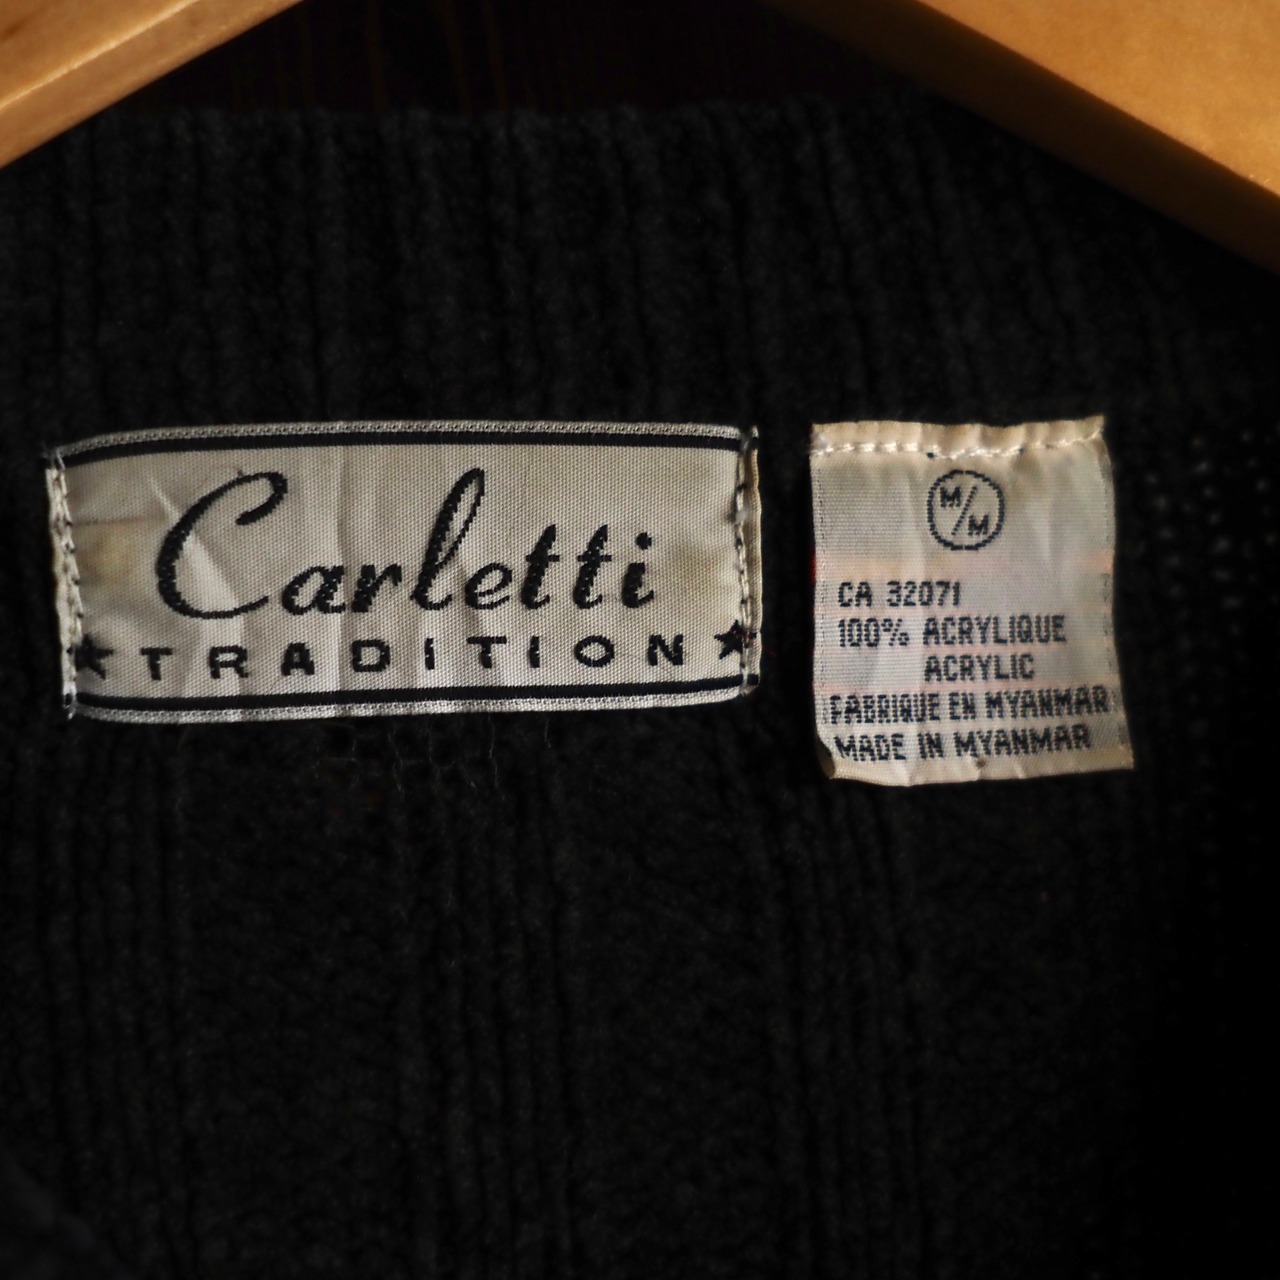 Carletti
★ TRADITION ★
M/M
CA 32071
100% ACRYLIQUE
ACRYLIC
FABRIQUE EN MYANMAR
MADE IN MYANMAR